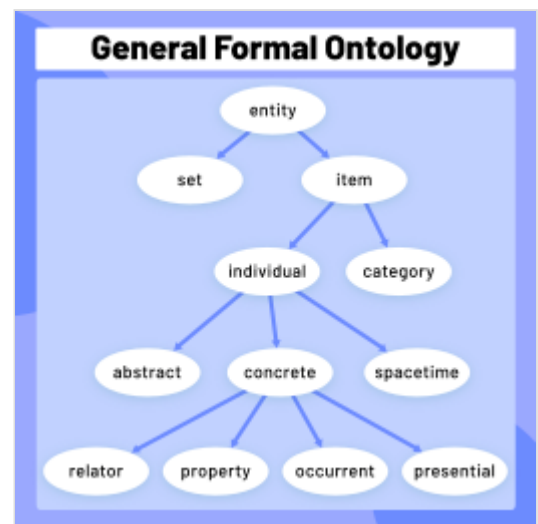 General Formal Ontology
entity
set item
individual category
abstract concrete spacetime
relator property occurrent presential